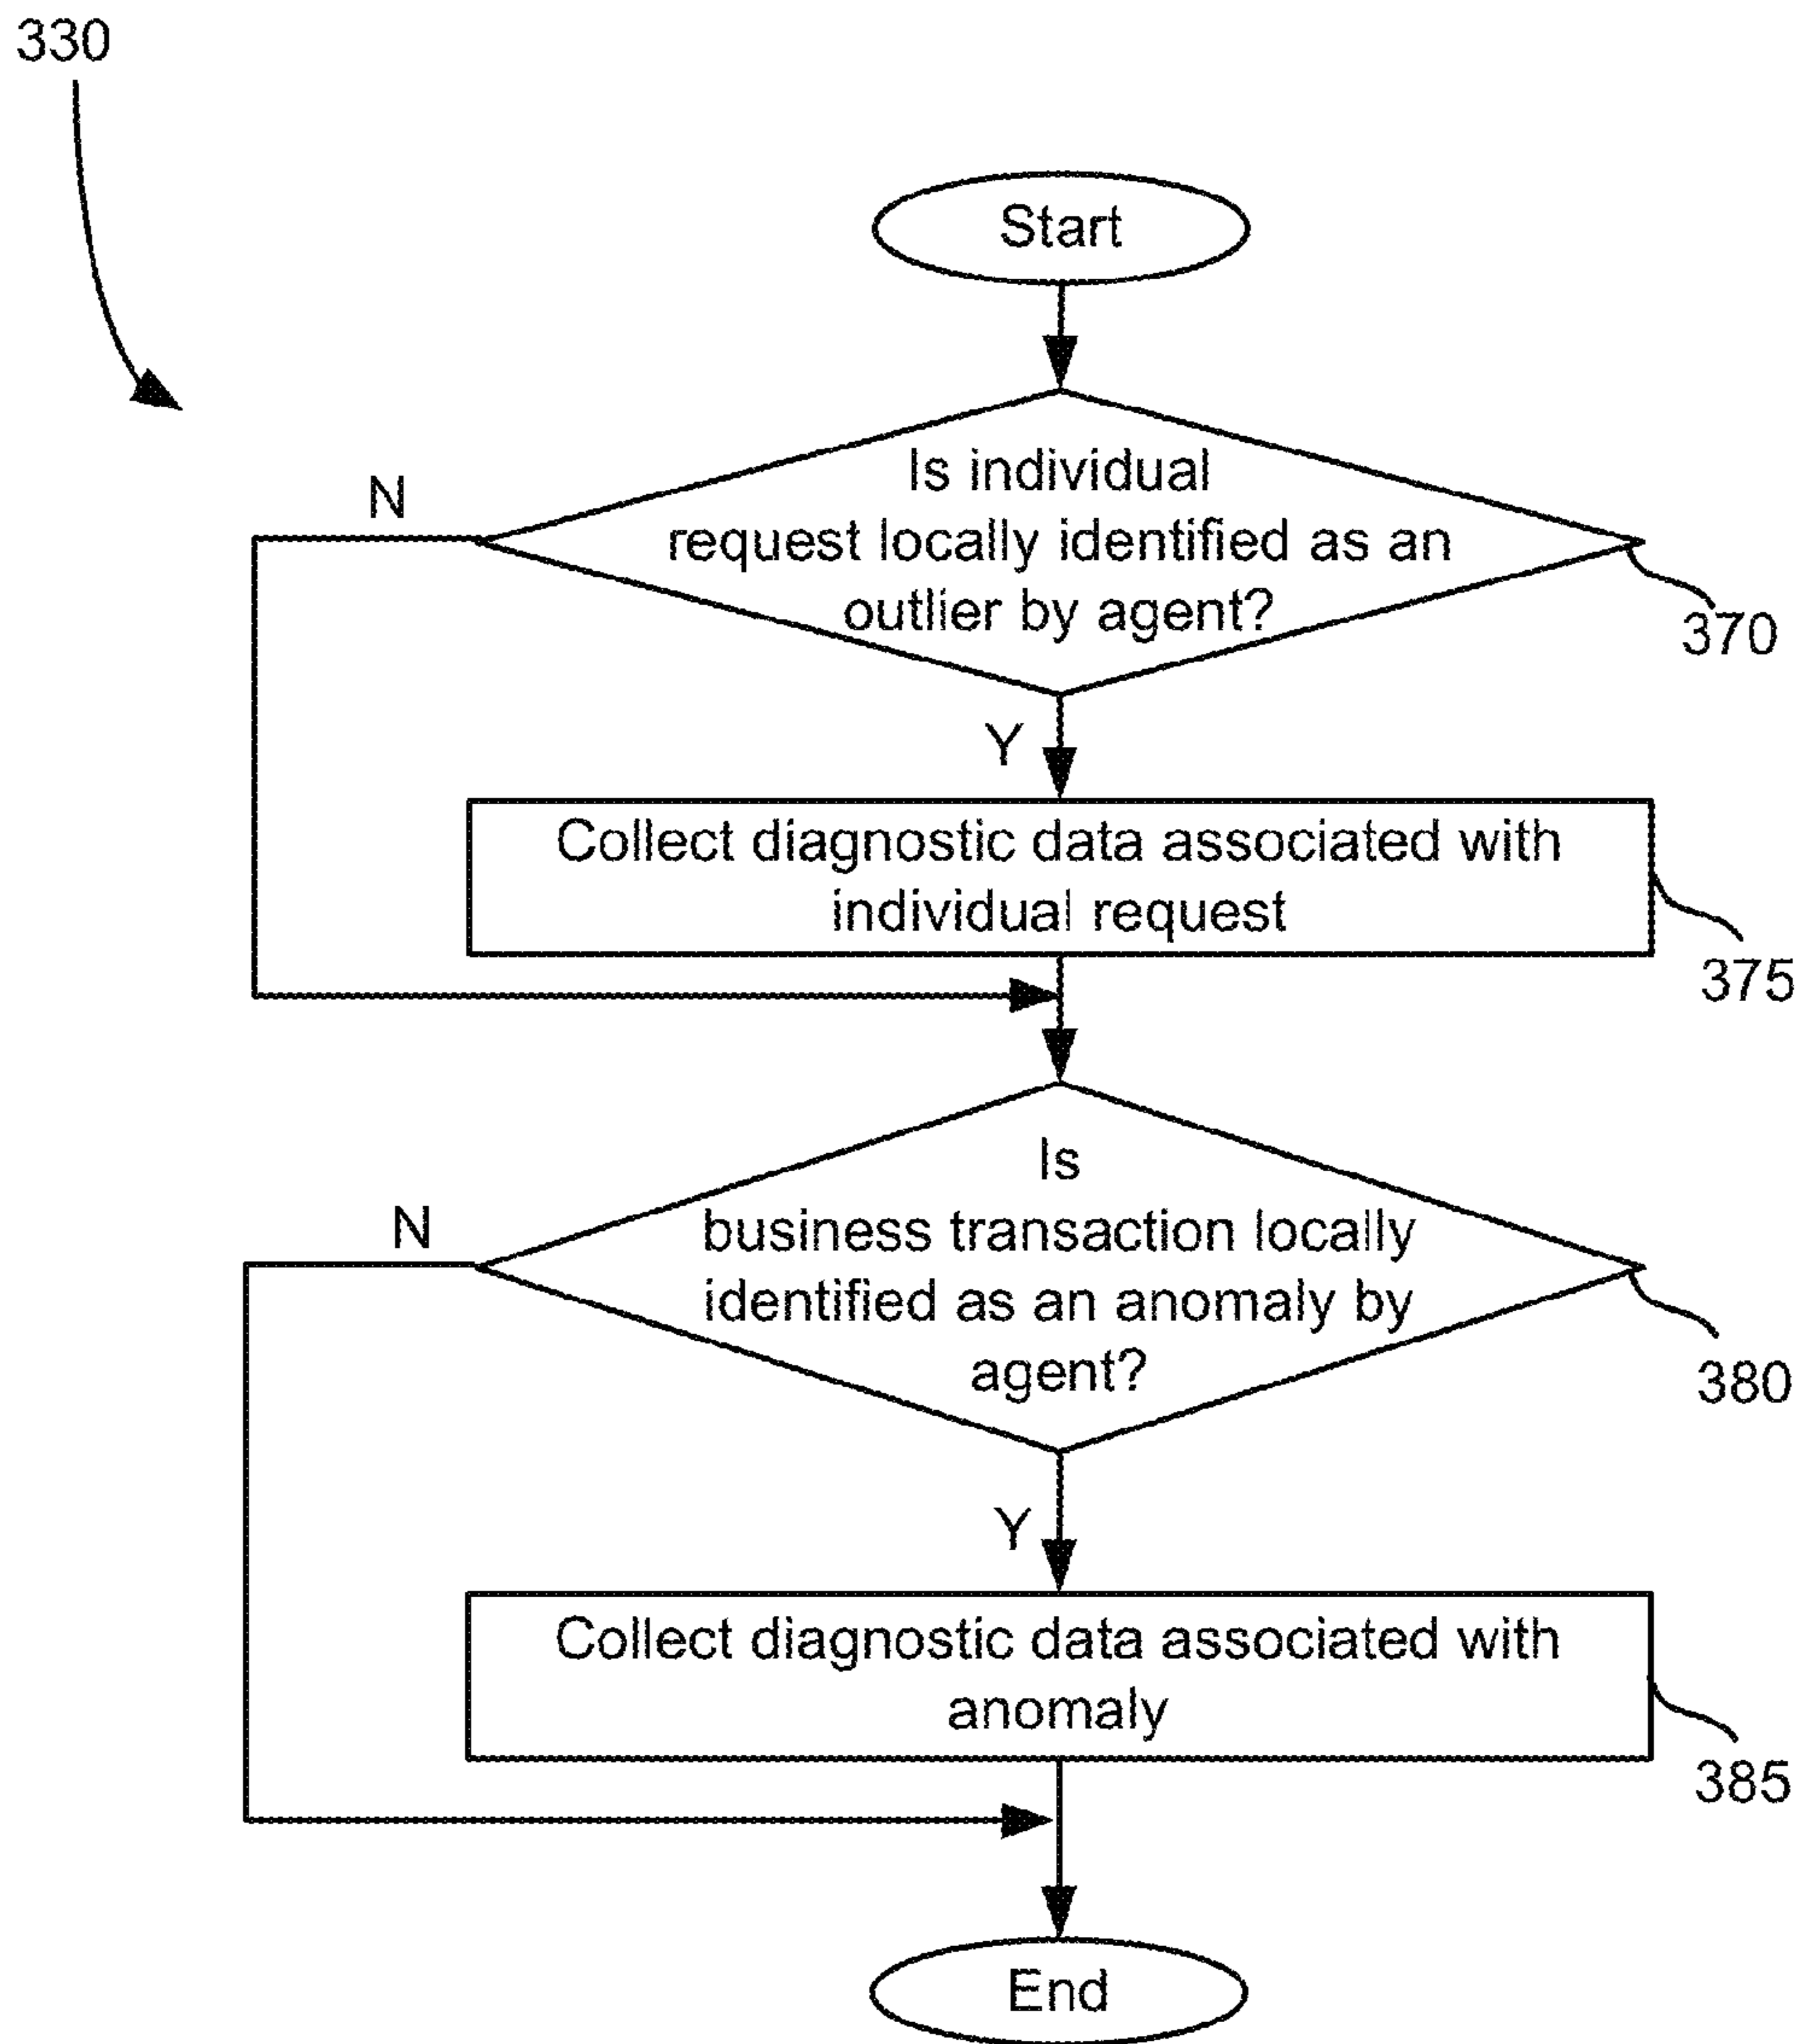 330
Start
Is individual
N
request locally identified as an
outlier by agent?
370
Y
Collect diagnostic data associated with
individual request
375
Is
N
business transaction locally
identified as an anomaly by
agent?
380
Y
Collect diagnostic data associated with
anomaly
385
End